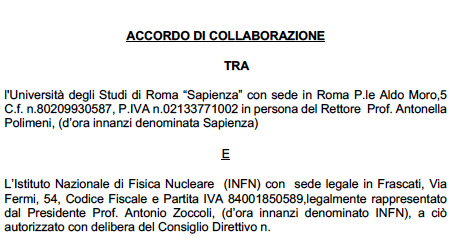 ACCORDO DI COLLABORAZIONE
TRA
l'Università degli Studi di Roma “Sapienza” con sede in Roma P.le Aldo Moro,5
C.f. n.80209930587, P.IVA n.02133771002 in persona del Rettore Prof. Antonella
Polimeni, (d’ora innanzi denominata Sapienza)
E
L’Istituto Nazionale di Fisica Nucleare (INFN) con sede legale in Frascati, Via
Fermi, 54, Codice Fiscale e Partita IVA 84001850589,legalmente rappresentato
dal Presidente Prof. Antonio Zoccoli, (d’ora innanzi denominato INFN), a ciò
autorizzato con delibera del Consiglio Direttivo n.